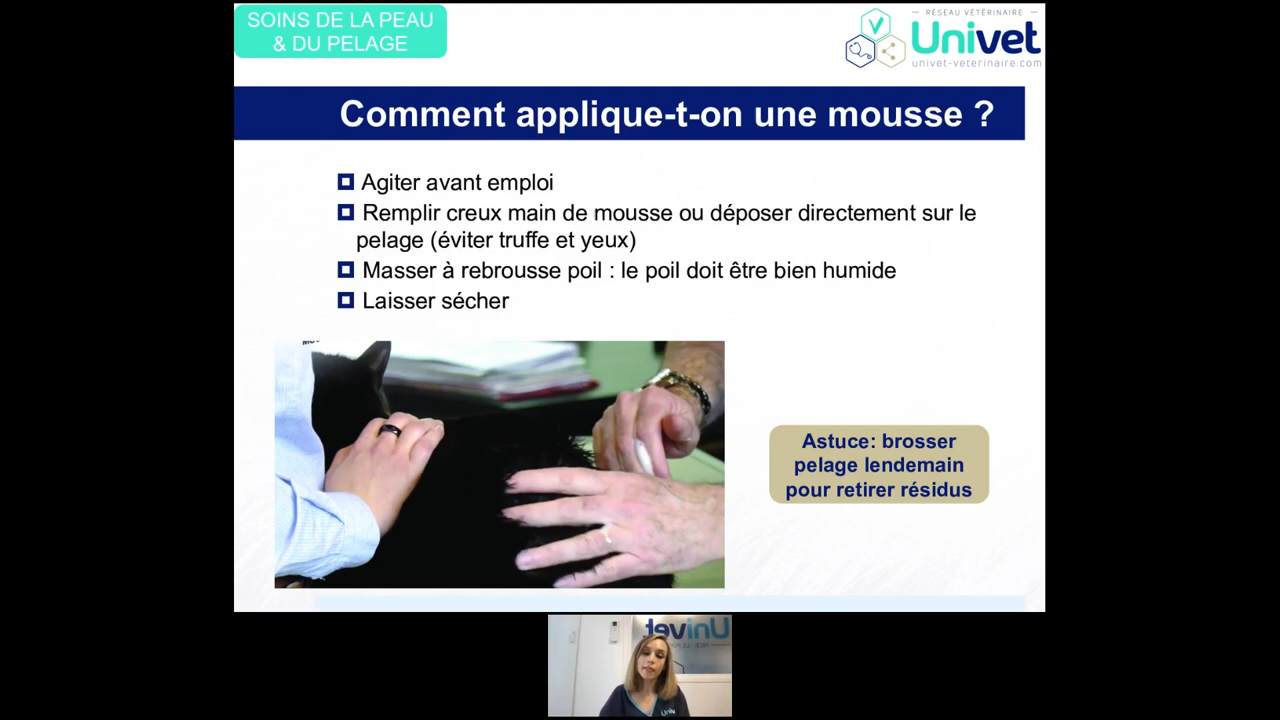 SOINS DE LA PEAU
& DU PELAGE
RÉSEAU VÉTÉRINAIRE
Univet
univet-veterinaire.com
Comment applique-t-on une mousse ?
Agiter avant emploi
Remplir creux main de mousse ou déposer directement sur le
pelage (éviter truffe et yeux)
Masser à rebrousse poil : le poil doit être bien humide
Laisser sécher
Astuce: brosser
pelage lendemain
pour retirer résidus
Univet